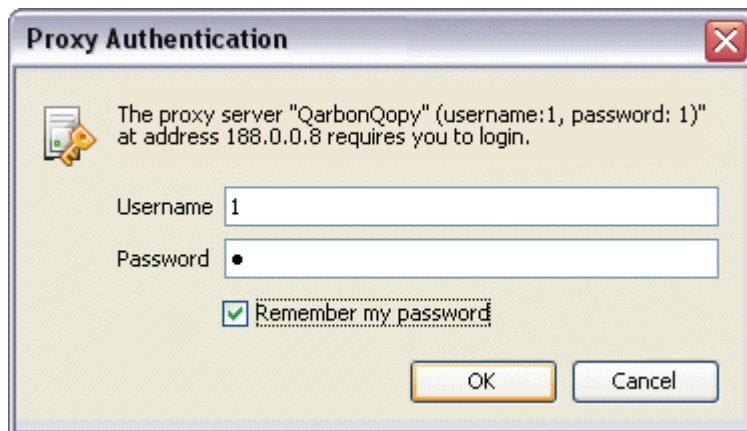 Proxy Authentication
The proxy server "QarbonQopy" (username:1, password: 1)"
at address 188.0.0.8 requires you to login.
Username 1
Password ●
Remember my password
OK Cancel